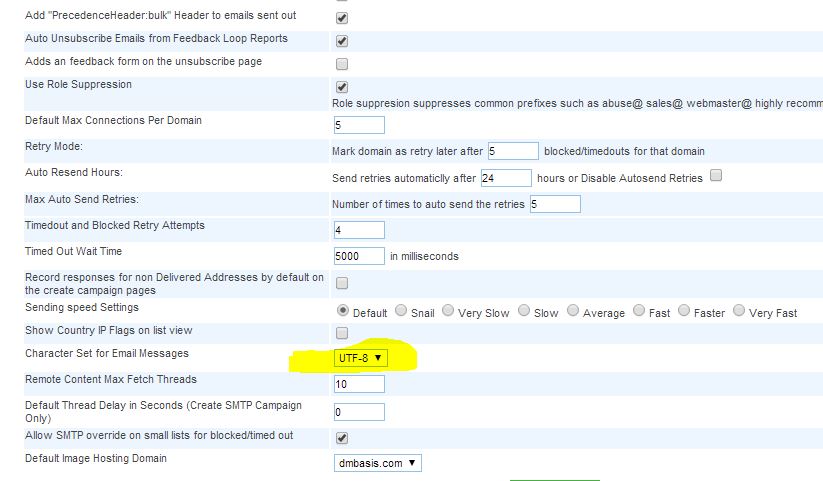 Add "PrecedenceHeader:bulk" Header to emails sent out
Auto Unsubscribe Emails from Feedback Loop Reports
Adds an feedback form on the unsubscribe page
Use Role Suppression
Role suppresion suppresses common prefixes such as abuse@ sales@ webmaster@ highly recomm
Default Max Connections Per Domain 5
Retry Mode: Mark domain as retry later after 5 blocked/timedouts for that domain
Auto Resend Hours: Send retries automaticlly after 24 hours or Disable Autosend Retries
Max Auto Send Retries: Number of times to auto send the retries 5
Timedout and Blocked Retry Attempts 4
Timed Out Wait Time 5000 in milliseconds
Record responses for non Delivered Addresses by default on
the create campaign pages
Sending speed Settings Default Snail Very Slow Slow Average Fast Faster Very Fast
Show Country IP Flags on list view
Character Set for Email Messages UTF-8
Remote Content Max Fetch Threads 10
Default Thread Delay in Seconds (Create SMTP Campaign
Only) 0
Allow SMTP override on small lists for blocked/timed out
Default Image Hosting Domain dmbasis.com